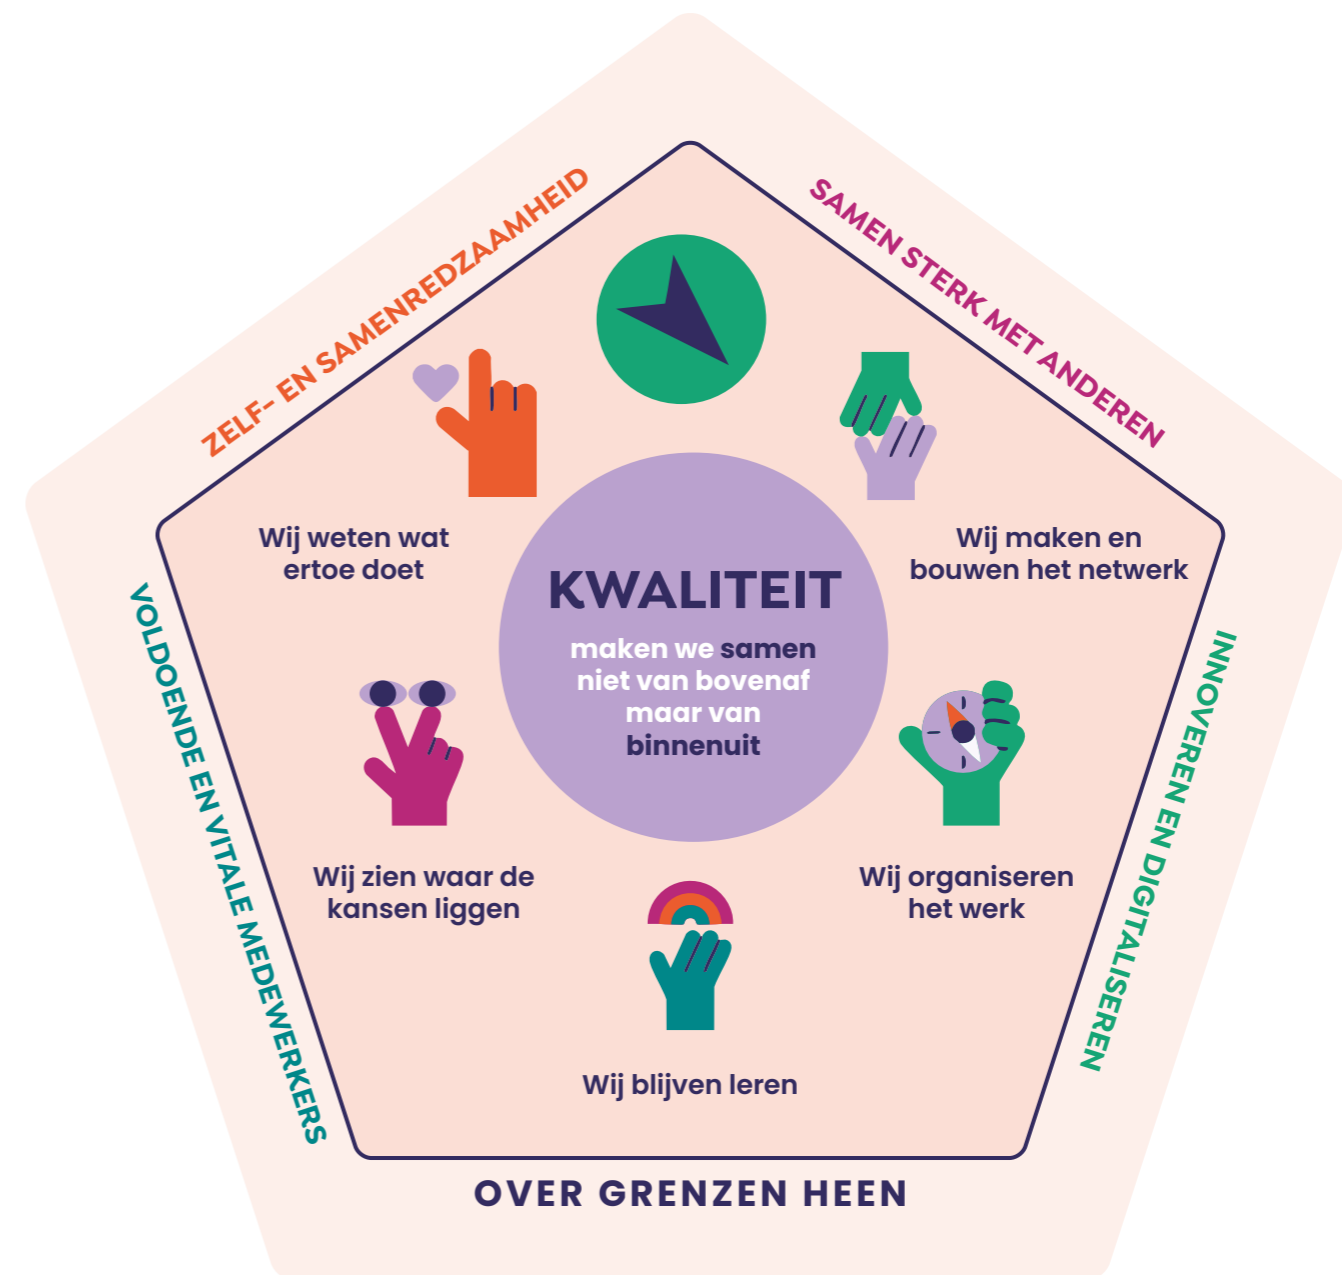 ZELF- EN SAMENREDZAAMHEID
SAMEN STERK MET ANDEREN
Wij weten wat
ertoe doet
Wij maken en
bouwen het netwerk
KWALITEIT
maken we samen
niet van bovenaf
maar van
binnenuit
VOLDOENDE EN VITALE MEDEWERKERS
INNOVEREN EN DIGITALISEREN
Wij zien waar de
kansen liggen
Wij organiseren
het werk
Wij blijven leren
OVER GRENZEN HEEN